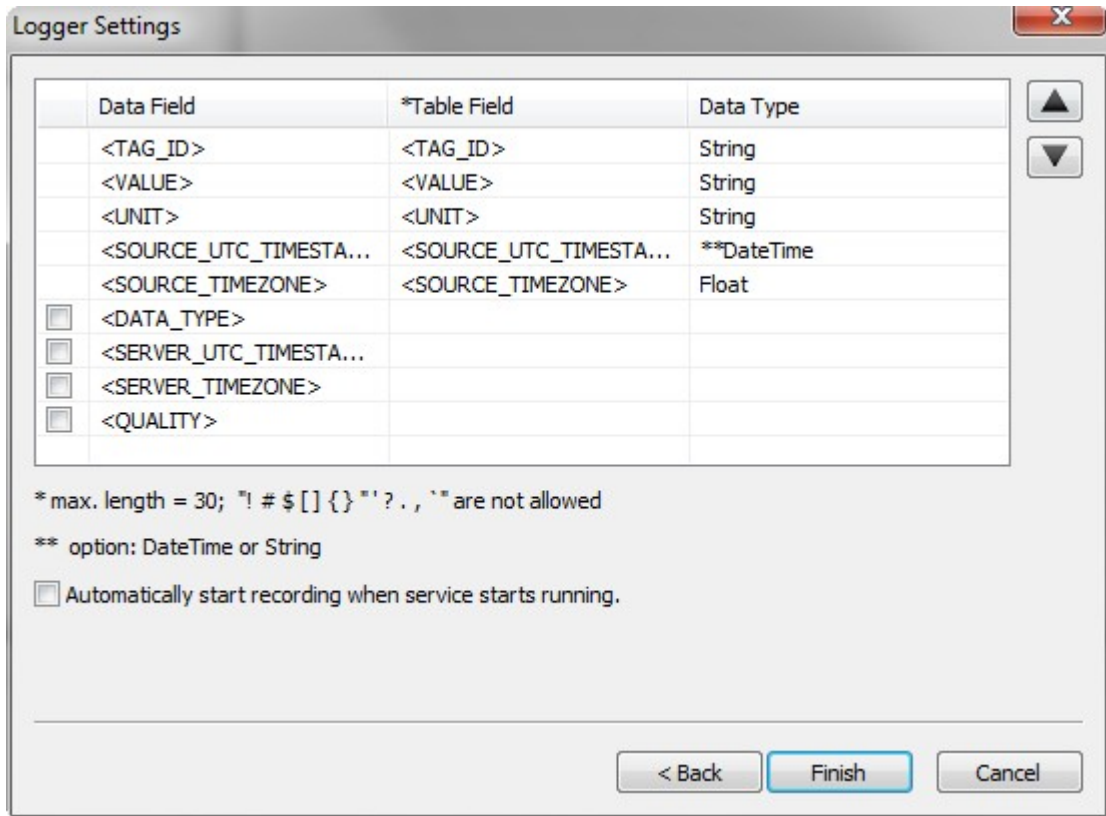 Logger Settings
Data Field *Table Field Data Type
<TAG_ID> <TAG_ID> String
<VALUE> <VALUE> String
<UNIT> <UNIT> String
<SOURCE_UTC_TIMESTA... <SOURCE_UTC_TIMESTA... **DateTime
<SOURCE_TIMEZONE> <SOURCE_TIMEZONE> Float
<DATA_TYPE>
<SERVER_UTC_TIMESTA...
<SERVER_TIMEZONE>
<QUALITY>
* max. length = 30; "! # $ [ ] { } " ' ? . , `" are not allowed
** option: DateTime or String
Automatically start recording when service starts running.
< Back Finish Cancel